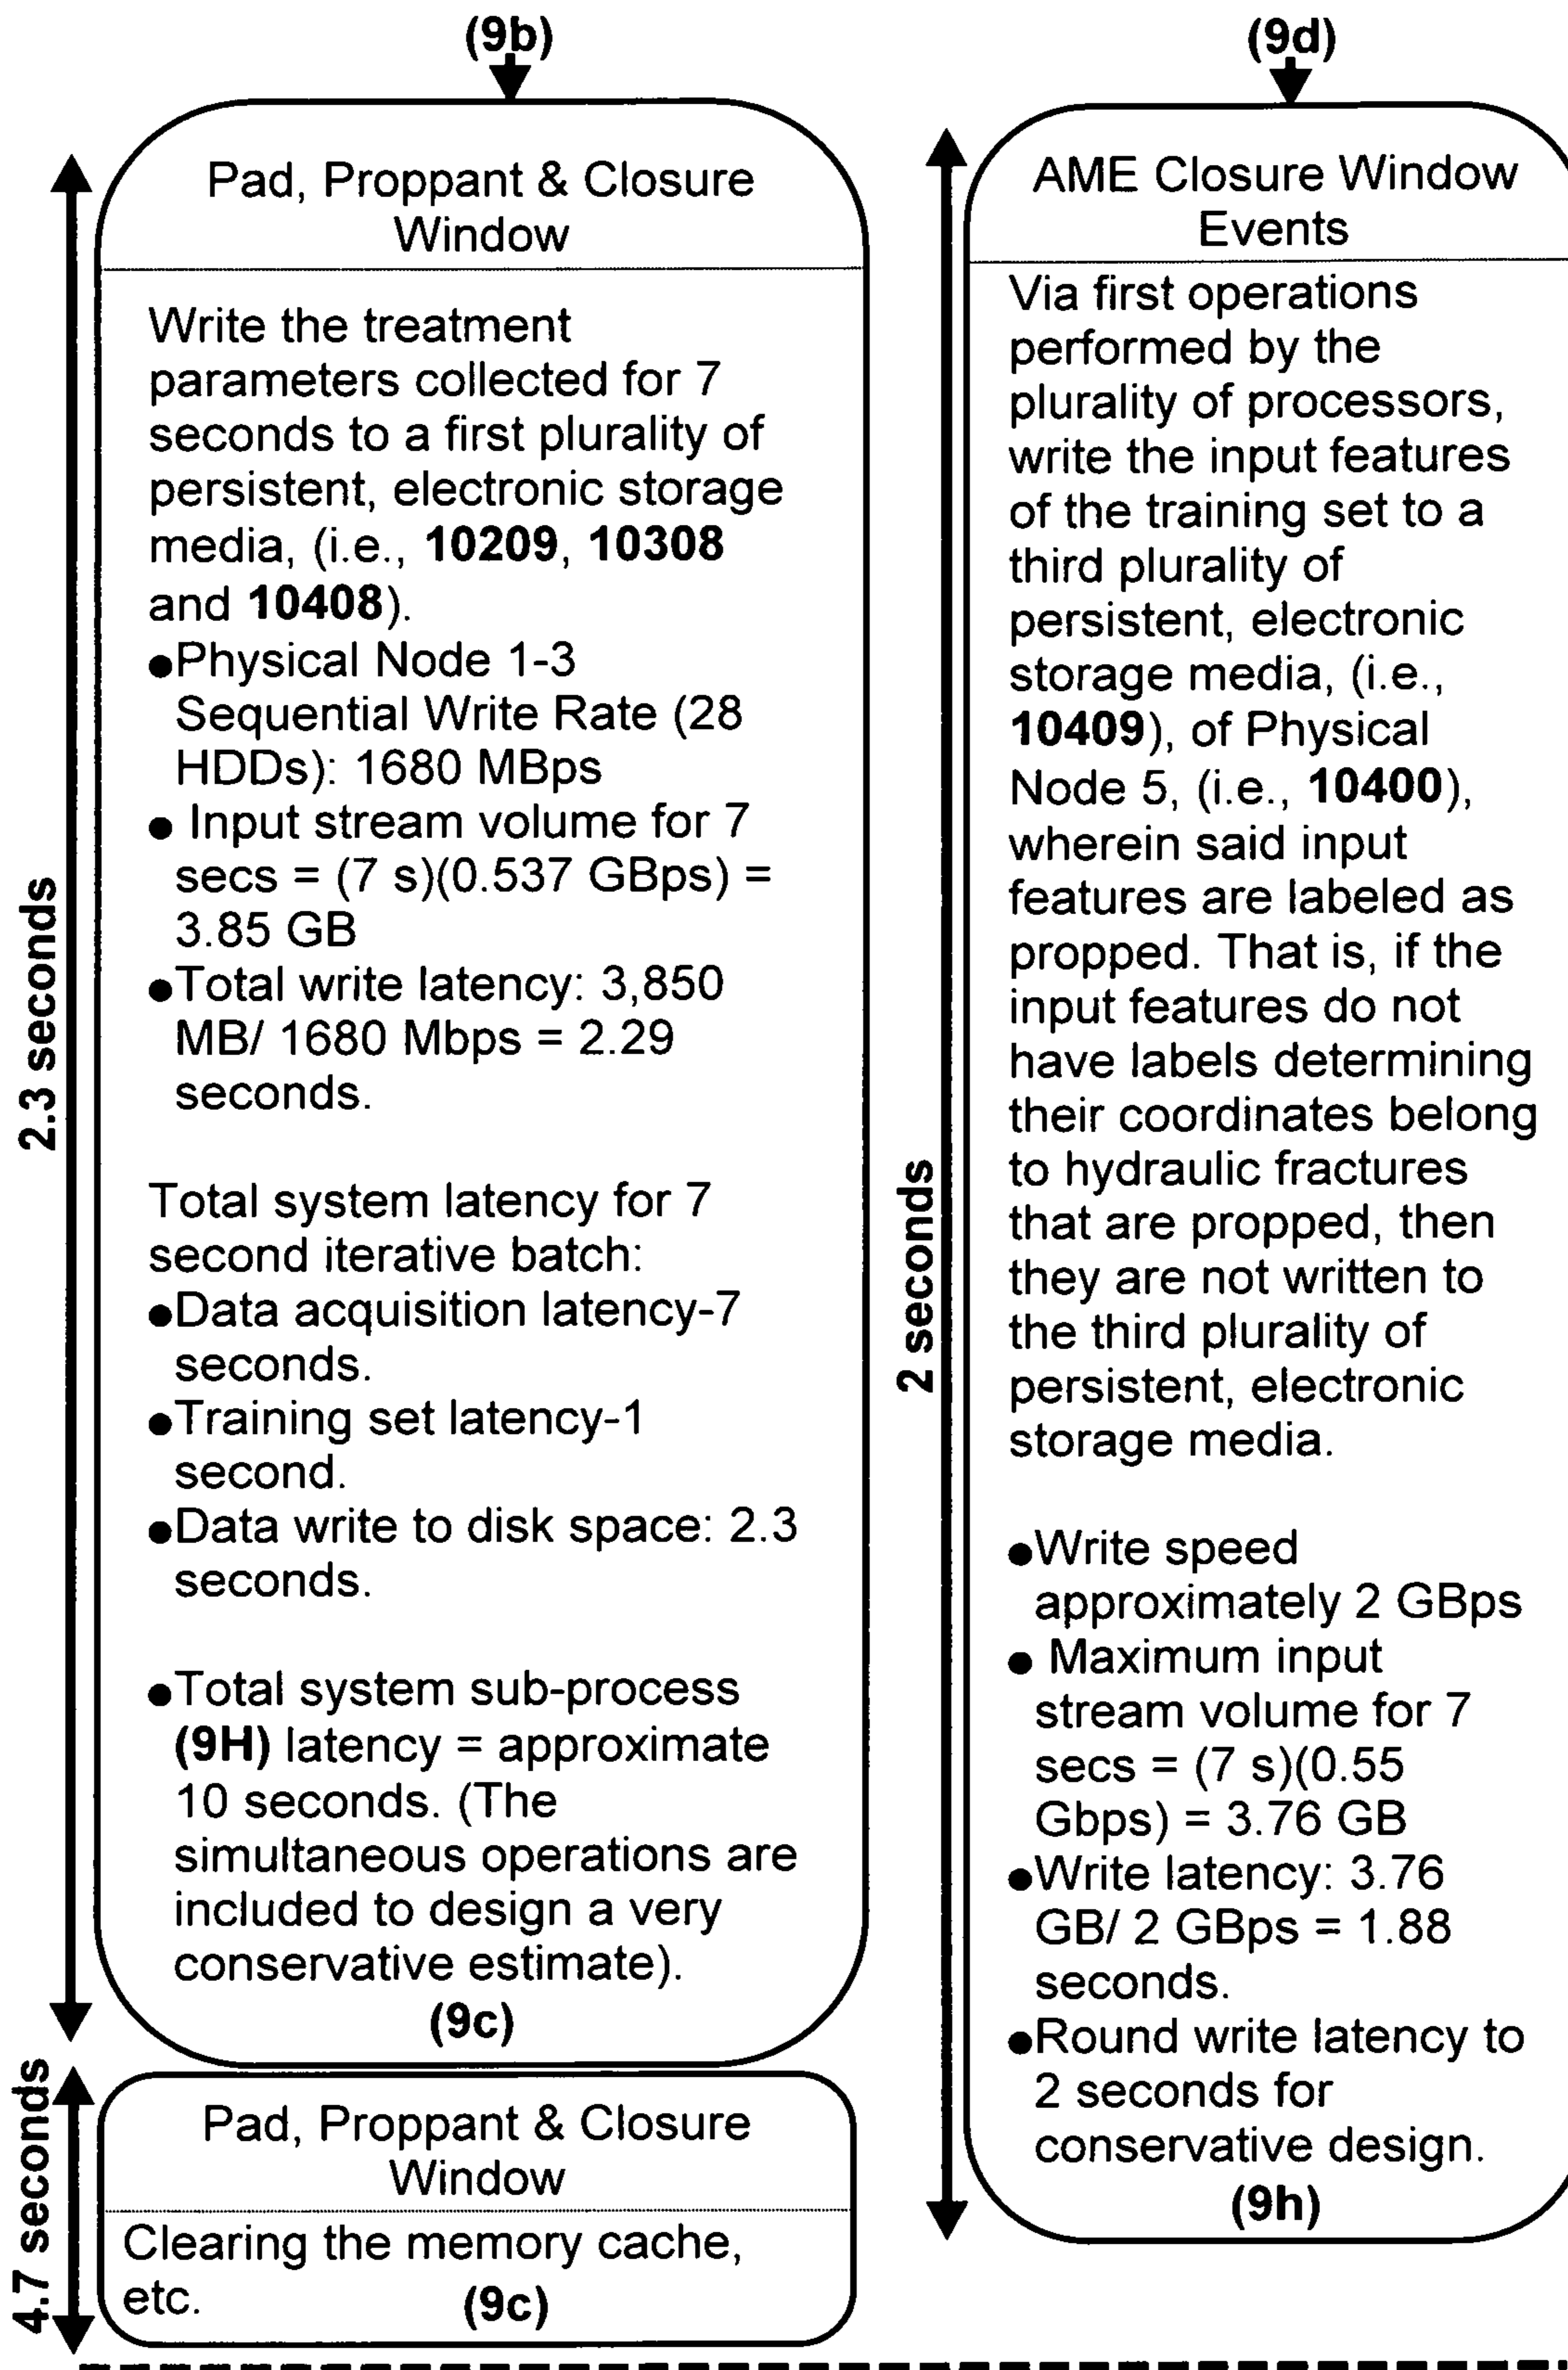 (9b)
Pad, Proppant & Closure
Window
Write the treatment
parameters collected for 7
seconds to a first plurality of
persistent, electronic storage
media, (i.e., 10209, 10308
and 10408).
●Physical Node 1-3
Sequential Write Rate (28
HDDs): 1680 MBps
● Input stream volume for 7
secs = (7 s)(0.537 GBps) =
3.85 GB
●Total write latency: 3,850
MB/ 1680 Mbps = 2.29
seconds.
Total system latency for 7
second iterative batch:
●Data acquisition latency-7
seconds.
●Training set latency-1
second.
●Data write to disk space: 2.3
seconds.
●Total system sub-process
(9H) latency = approximate
10 seconds. (The
simultaneous operations are
included to design a very
conservative estimate).
(9c)
2.3 seconds
Pad, Proppant & Closure
Window
Clearing the memory cache,
etc. (9c)
4.7 seconds
(9d)
AME Closure Window
Events
Via first operations
performed by the
plurality of processors,
write the input features
of the training set to a
third plurality of
persistent, electronic
storage media, (i.e.,
10409), of Physical
Node 5, (i.e., 10400),
wherein said input
features are labeled as
propped. That is, if the
input features do not
have labels determining
their coordinates belong
to hydraulic fractures
that are propped, then
they are not written to
the third plurality of
persistent, electronic
storage media.
●Write speed
approximately 2 GBps
● Maximum input
stream volume for 7
secs = (7 s)(0.55
Gbps) = 3.76 GB
●Write latency: 3.76
GB/ 2 GBps = 1.88
seconds.
●Round write latency to
2 seconds for
conservative design.
(9h)
2 seconds